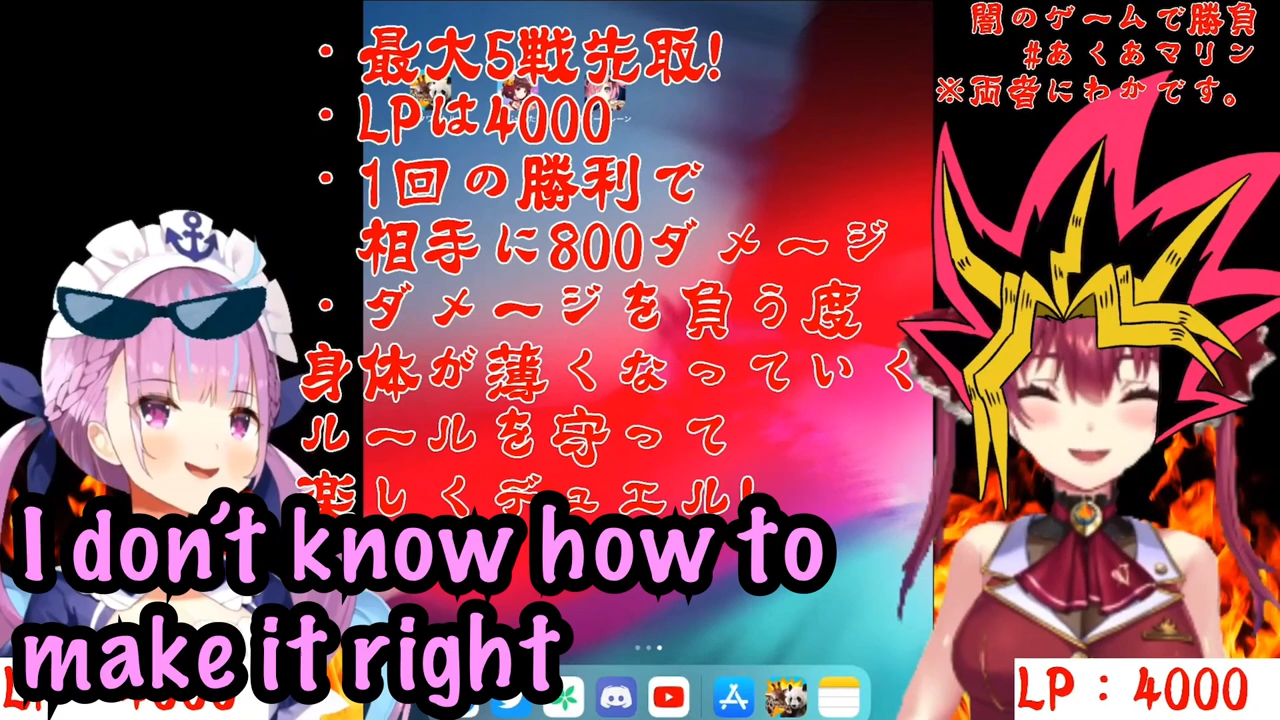 ・最大5戦先取!
・LPは4000
・1回の勝利で
相手に800ダメージ
・ダメージを負う度
身体が薄くなっていく
ルールを守って
楽しくデュエル!
闇のゲームで勝負
#あくあマリン
※両者にわかです。
I don't know how to
make it right
LP:4000